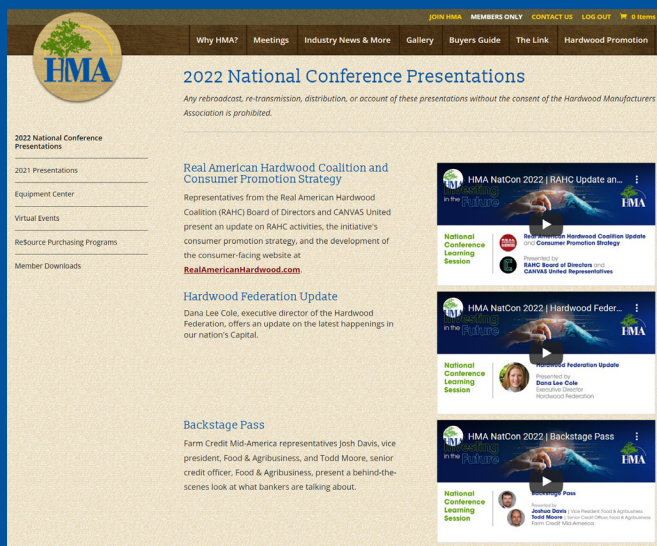 JOIN HMA MEMBERS ONLY CONTACT US LOG OUT 0 Items
HMA
Why HMA? Meetings Industry News & More Gallery Buyers Guide The Link Hardwood Promotion
2022 National Conference Presentations
Any rebroadcast, re-transmission, distribution, or account of these presentations without the consent of the Hardwood Manufacturers
Association is prohibited.
2022 National Conference
Presentations
2021 Presentations
Equipment Center
Virtual Events
ReSource Purchasing Programs
Member Downloads
Real American Hardwood Coalition and
Consumer Promotion Strategy
Representatives from the Real American Hardwood
Coalition (RAHC) Board of Directors and CANVAS United
present an update on RAHC activities, the initiative's
consumer promotion strategy, and the development of
the consumer-facing website at
RealAmericanHardwood.com.
HMA NatCon 2022 | RAHC Update an...
Investing
in the Future
HMA
National
Conference
Learning
Session
Real American Hardwood Coalition Update
and Consumer Promotion Strategy
Presented by
RAHC Board of Directors and
CANVAS United Representatives
Hardwood Federation Update
Dana Lee Cole, executive director of the Hardwood
Federation, offers an update on the latest happenings in
our nation's Capital.
HMA NatCon 2022 | Hardwood Feder...
Investing
in the Future
HMA
National
Conference
Learning
Session
Hardwood Federation Update
Presented by
Dana Lee Cole
Executive Director
Hardwood Federation
Backstage Pass
Farm Credit Mid-America representatives Josh Davis, vice
president, Food & Agribusiness, and Todd Moore, senior
credit officer, Food & Agribusiness, present a behind-the-
scenes look at what bankers are talking about.
HMA NatCon 2022 | Backstage Pass
Investing
in the Future
HMA
National
Conference
Learning
Session
Backstage Pass
Presented by
Joshua Davis | Vice President, Food & Agribusiness
Todd Moore | Senior Credit Officer, Food & Agribusiness
Farm Credit Mid-America